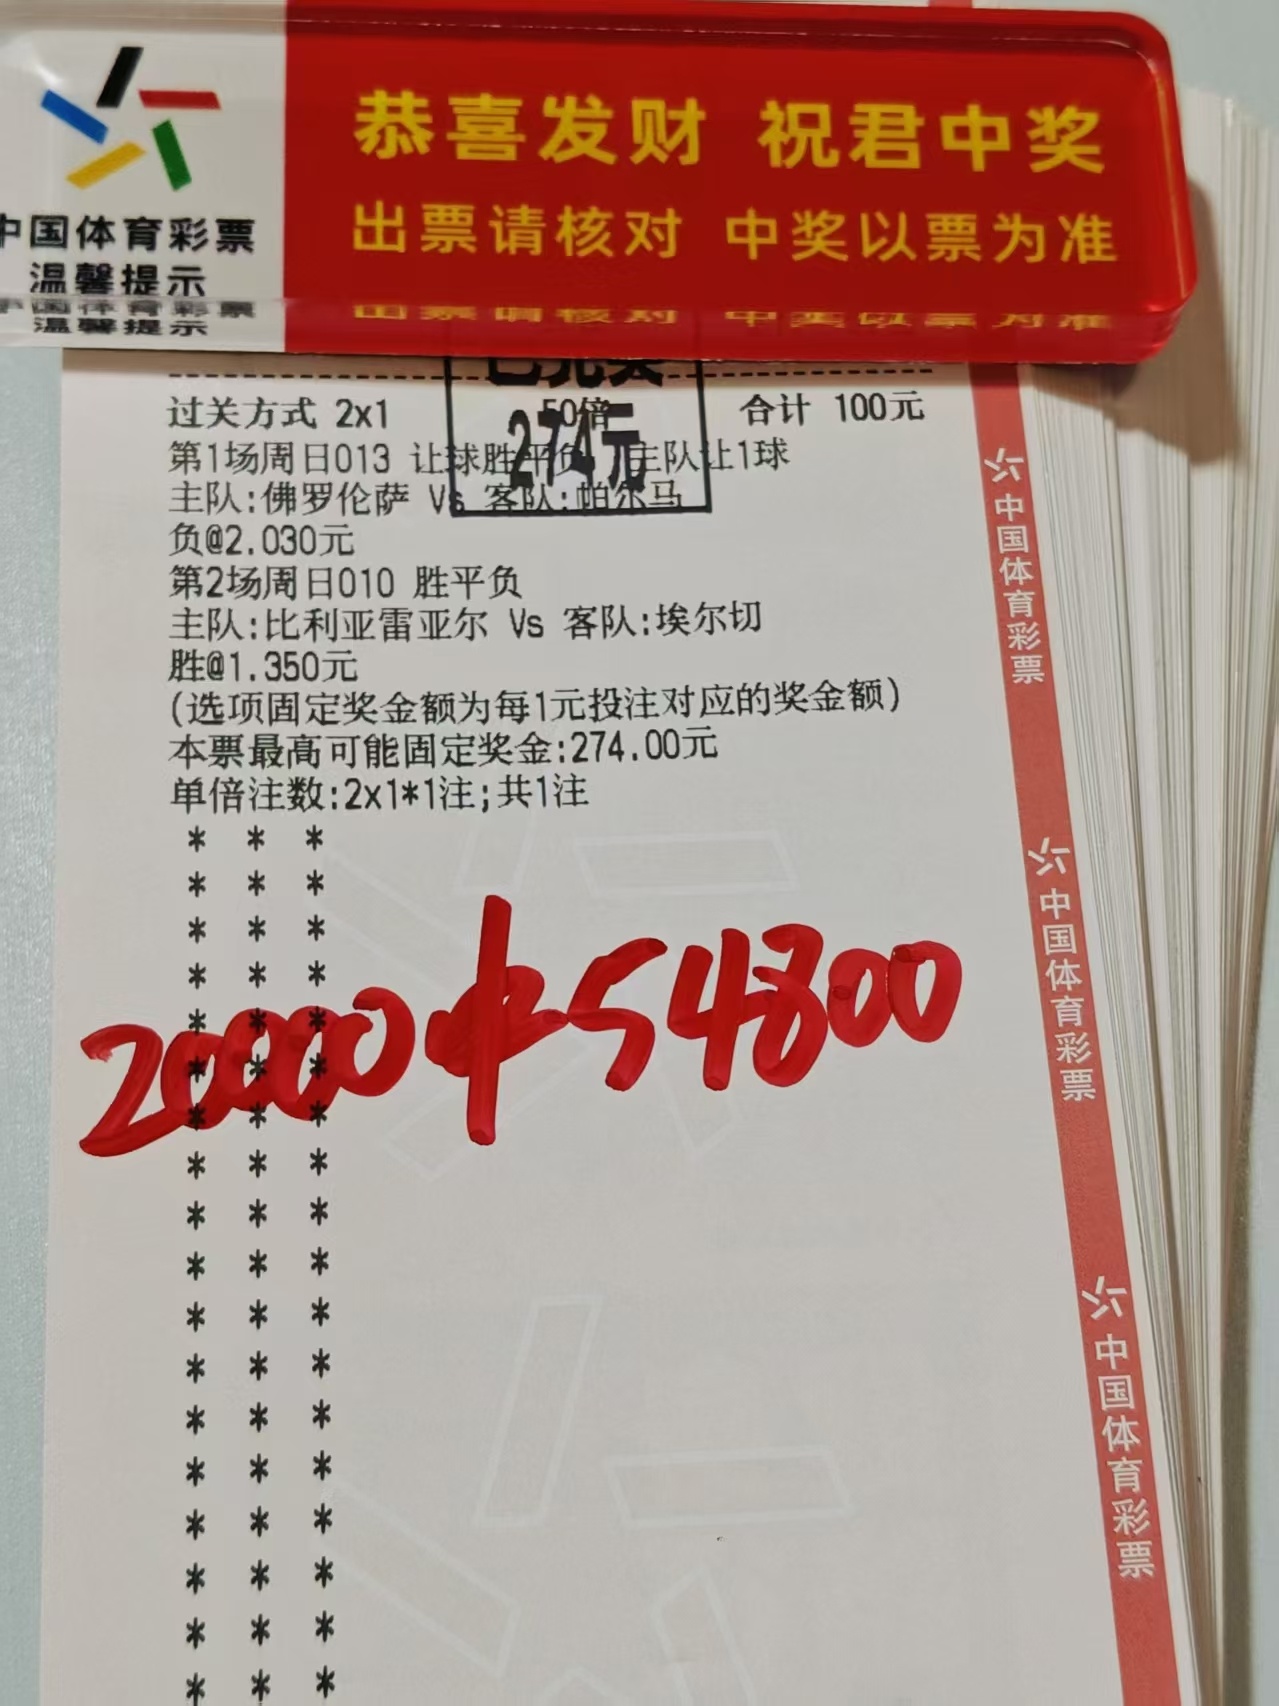 中国体育彩票
温馨提示
恭喜发财 祝君中奖
出票请核对 中奖以票为准
已兑奖
274元
过关方式 2x1 50倍 合计 100元
第1场周日013 让球胜平负 主队让1球
主队:佛罗伦萨 Vs 客队:帕尔马
负@2.030元
第2场周日010 胜平负
主队:比利亚雷亚尔 Vs 客队:埃尔切
胜@1.350元
(选项固定奖金额为每1元投注对应的奖金额)
本票最高可能固定奖金:274.00元
单倍注数:2x1*1注;共1注
20000中54800
中国体育彩票
中国体育彩票
中国体育彩票